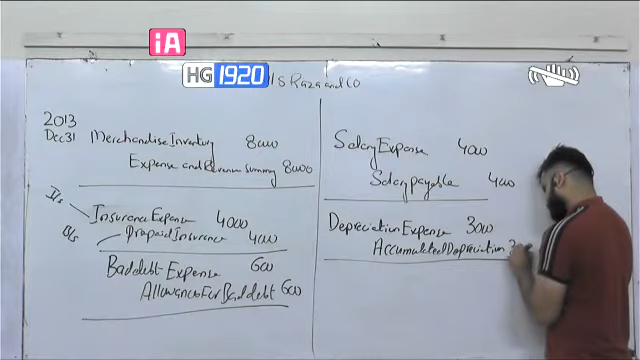 iA
HG 1920
S Raza and CO
2013
Dec 31 Merchandise Inventory 8000
Expense and Revenue summary 8000
I/s
Insurance Expense 4000
B/s
Prepaid Insurance 4000
Bad debt Expense 600
Allowance For Bad debt 600
Salary Expense 4000
Salary payable 4000
Depreciation Expense 3000
Accumulated Depreciation 3